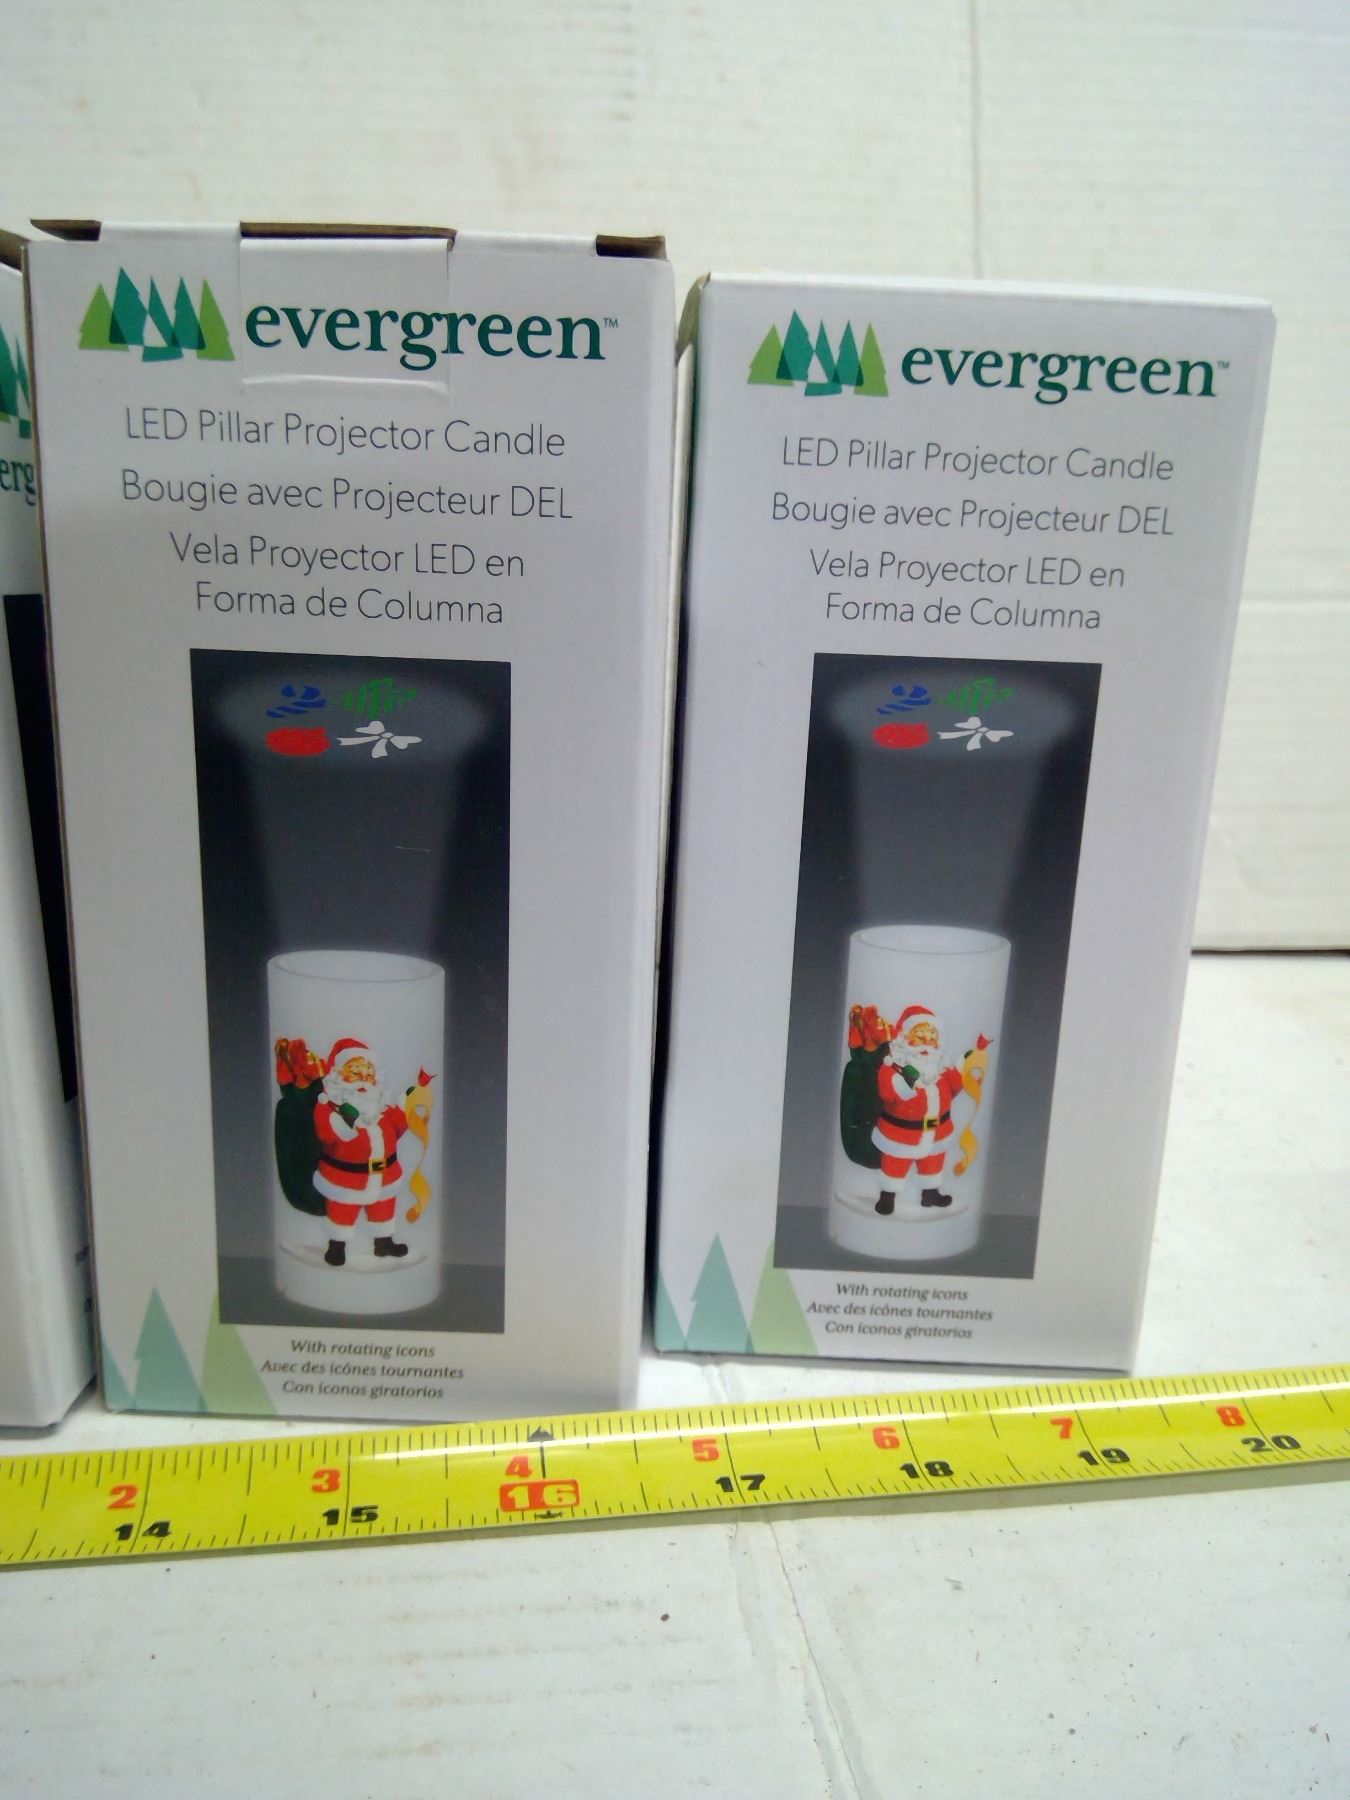 evergreen™
LED Pillar Projector Candle
Bougie avec Projecteur DEL
Vela Proyector LED en
Forma de Columna
With rotating icons
Avec des icônes tournantes
Con iconos giratorios
evergreen™
LED Pillar Projector Candle
Bougie avec Projecteur DEL
Vela Proyector LED en
Forma de Columna
With rotating icons
Avec des icônes tournantes
Con iconos giratorios
erg
2 3 4 5 6 7 8
14 15 16 17 18 19 20